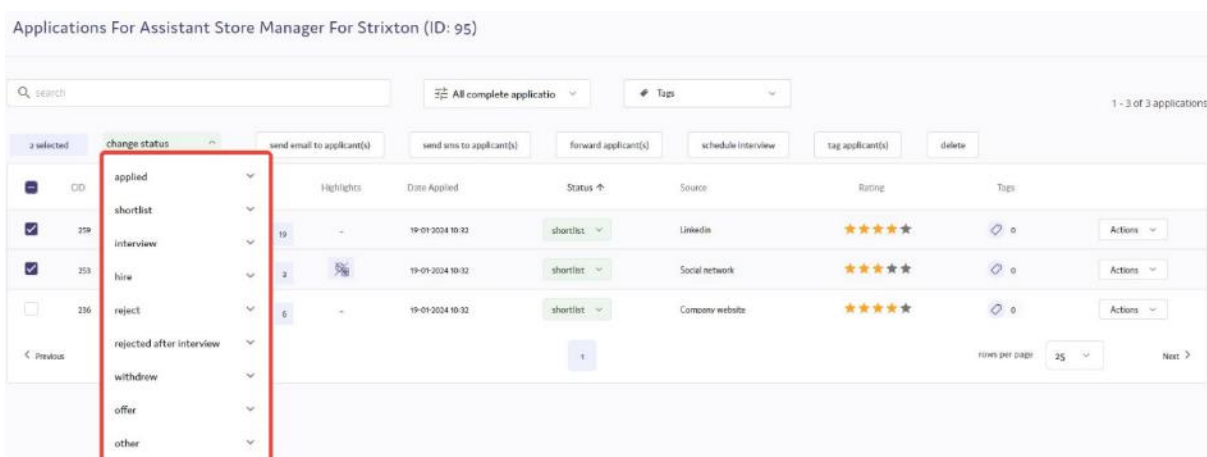 Applications For Assistant Store Manager For Strixton (ID: 95)
search
All complete applicatio
Tags
1 - 3 of 3 applications
2 selected
change status
send email to applicant(s)
send sms to applicant(s)
forward applicant(s)
schedule interview
tag applicant(s)
delete
CID Highlights Date Applied Status ↑ Source Rating Tags
259 19 - 19-01-2024 10:32 shortlist Linkedin 0 Actions
253 3 19-01-2024 10:32 shortlist Social network 0 Actions
236 6 - 19-01-2024 10:32 shortlist Company website 0 Actions
applied
shortlist
interview
hire
reject
rejected after interview
withdrew
offer
other
Previous
1
rows per page 25
Next